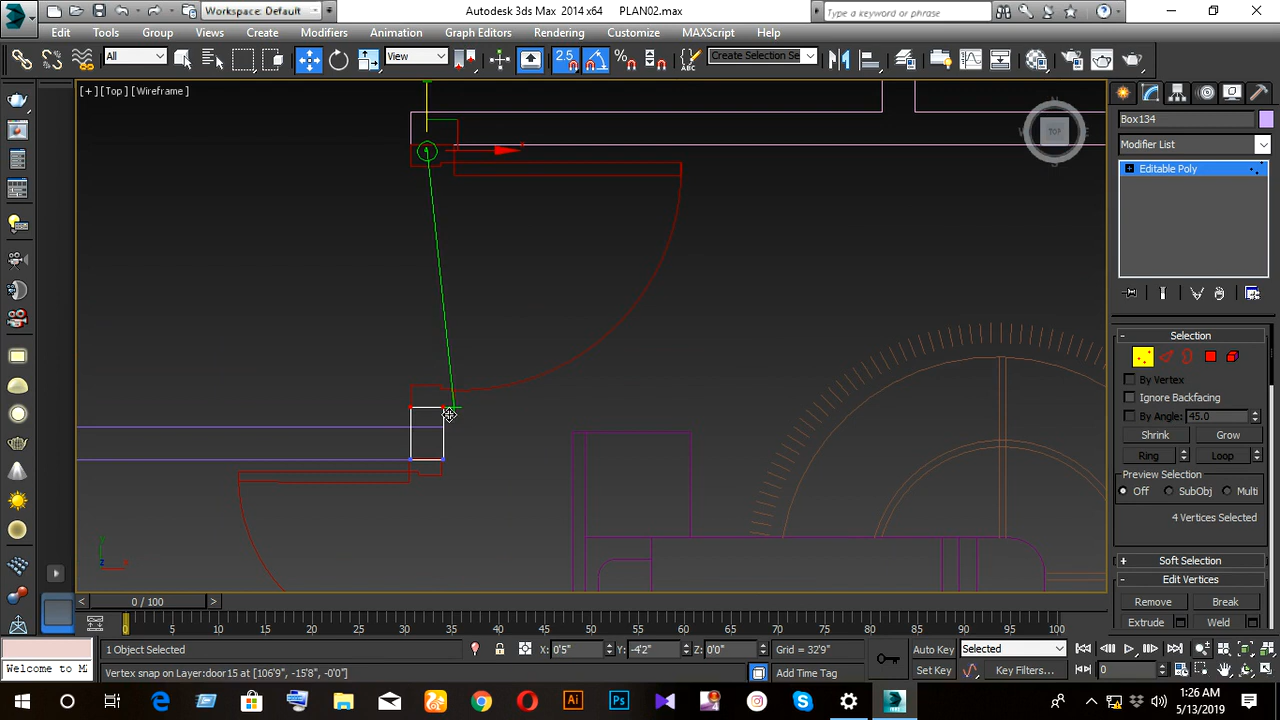 Workspace: Default
Autodesk 3ds Max 2014 x64 PLAN02.max
Type a keyword or phrase
Edit Tools Group Views Create Modifiers Animation Graph Editors Rendering Customize MAXScript Help
All
View
2.5
Create Selection Se
[+] [Top] [Wireframe]
TOP
Box134
Modifier List
Editable Poly
Selection
By Vertex
Ignore Backfacing
By Angle: 45.0
Shrink Grow
Ring Loop
Preview Selection
Off SubObj Multi
4 Vertices Selected
Soft Selection
Edit Vertices
Remove Break
Extrude Weld
0 / 100
0 5 10 15 20 25 30 35 40 45 50 55 60 65 70 75 80 85 90 95 100
1 Object Selected X: 0'5" Y: -4'2" Z: 0'0" Grid = 32'9" Auto Key Selected
Welcome to M Vertex snap on Layer:door15 at [106'9", -15'8", -0'0"] Add Time Tag Set Key Key Filters... 0
1:26 AM
5/13/2019